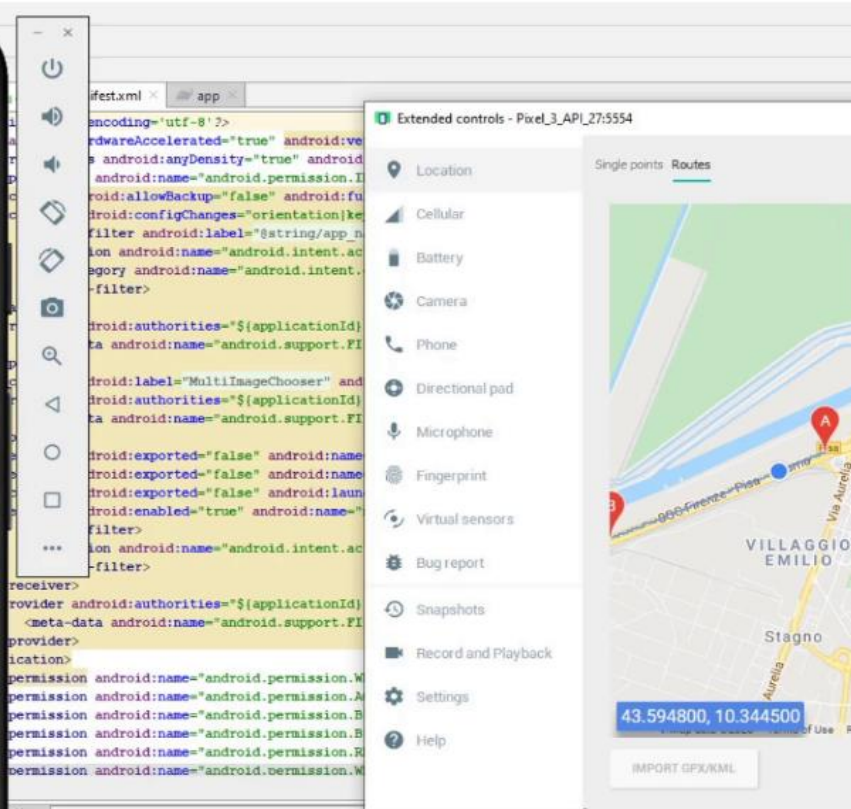 ifest.xml
app
encoding='utf-8'?>
rdwareAccelerated="true" android:ve
s android:anyDensity="true" android
android:name="android.permission.I
roid:allowBackup="false" android:fu
droid:configChanges="orientation|ke
filter android:label="@string/app_n
ion android:name="android.intent.ac
egory android:name="android.intent.
-filter>
droid:authorities="${applicationId}
ta android:name="android.support.FI
droid:label="MultiImageChooser" and
droid:authorities="${applicationId}
ta android:name="android.support.FI
droid:exported="false" android:name
droid:exported="false" android:name
droid:exported="false" android:laun
droid:enabled="true" android:name="
filter>
ion android:name="android.intent.ac
-filter>
receiver>
rovider android:authorities="${applicationId}
<meta-data android:name="android.support.FI
provider>
ication>
permission android:name="android.permission.W
permission android:name="android.permission.A
permission android:name="android.permission.B
permission android:name="android.permission.B
permission android:name="android.permission.R
permission android:name="android.permission.W
Extended controls - Pixel_3_API_27:5554
Location
Cellular
Battery
Camera
Phone
Directional pad
Microphone
Fingerprint
Virtual sensors
Bug report
Snapshots
Record and Playback
Settings
Help
Single points Routes
A
B
Pisa
SGC Firenze-Pisa
Via Aurelia
VILLAGGIO
EMILIO
Stagno
Aurelia
43.594800, 10.344500
of Use
IMPORT GPX/KML